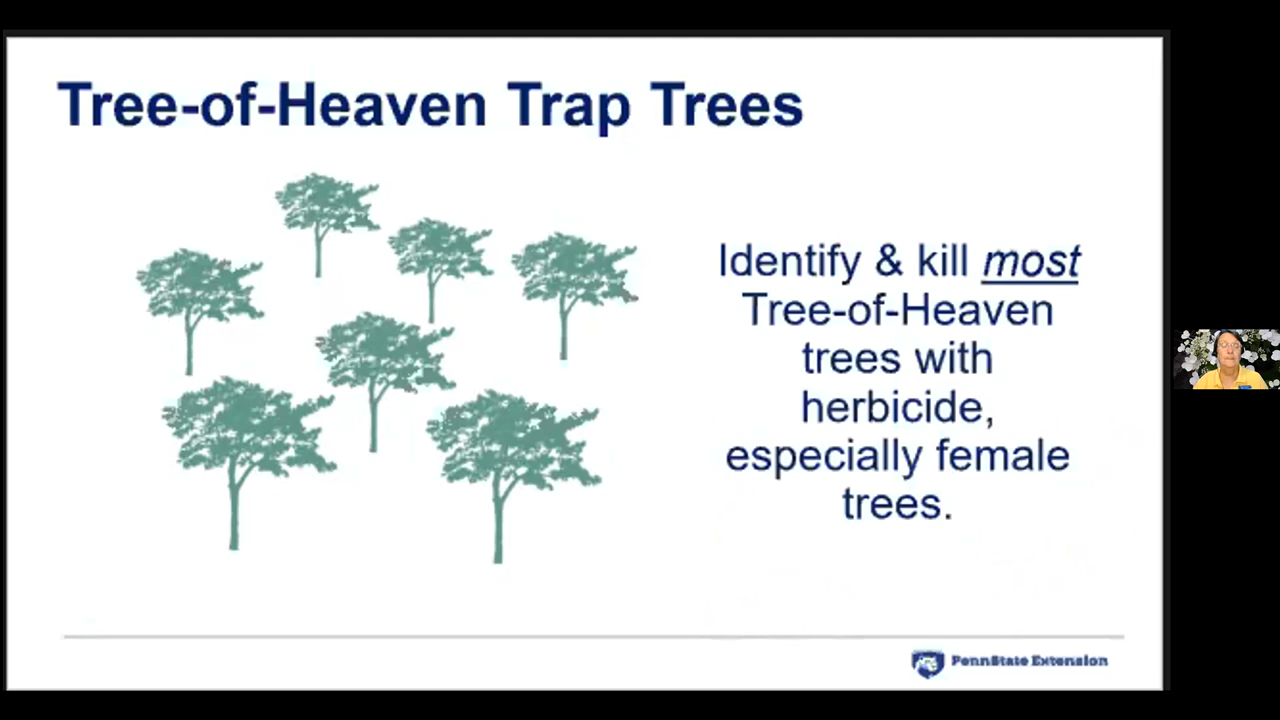 Tree-of-Heaven Trap Trees
Identify & kill most
Tree-of-Heaven
trees with
herbicide,
especially female
trees.
PennState Extension